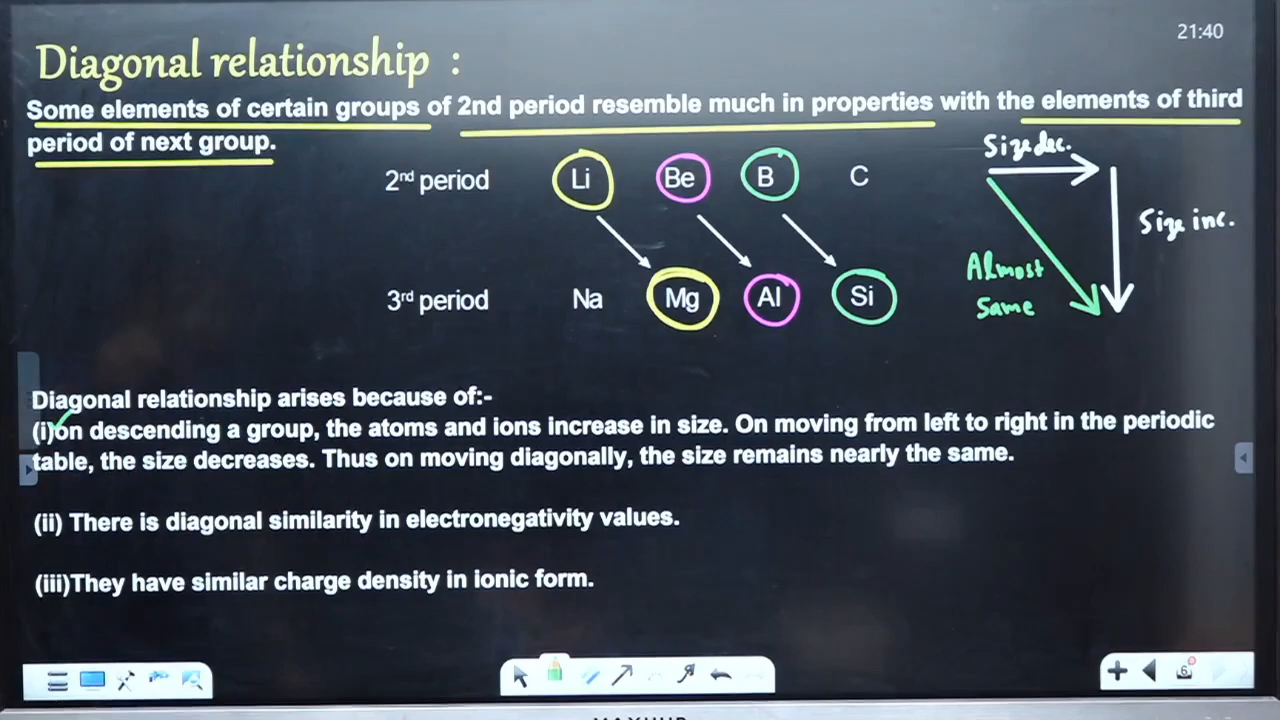 21:40
Diagonal relationship :
Some elements of certain groups of 2nd period resemble much in properties with the elements of third
period of next group.
Size dec.
2nd period Li Be B C
Size inc.
Almost
Same
3rd period Na Mg Al Si
Diagonal relationship arises because of:-
(i)on descending a group, the atoms and ions increase in size. On moving from left to right in the periodic
table, the size decreases. Thus on moving diagonally, the size remains nearly the same.
(ii) There is diagonal similarity in electronegativity values.
(iii)They have similar charge density in ionic form.
6